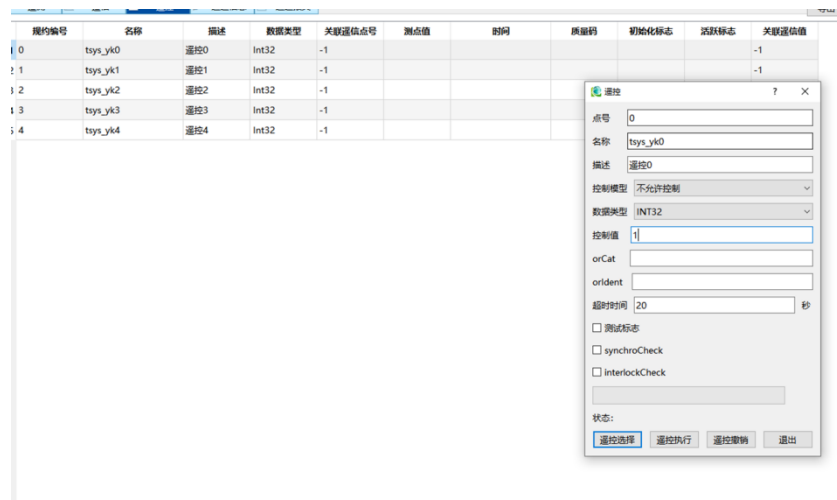 规约编号 名称 描述 数据类型 关联遥信点号 测点值 时间 质量码 初始化标志 活跃标志 关联遥信值
0 tsys_yk0 遥控0 Int32 -1 -1
2 1 tsys_yk1 遥控1 Int32 -1 -1
3 2 tsys_yk2 遥控2 Int32 -1
4 3 tsys_yk3 遥控3 Int32 -1
5 4 tsys_yk4 遥控4 Int32 -1
遥控 ? ×
点号 0
名称 tsys_yk0
描述 遥控0
控制模型 不允许控制
数据类型 INT32
控制值 1
orCat
orIdent
超时时间 20 秒
测试标志
synchroCheck
interlockCheck
状态:
遥控选择 遥控执行 遥控撤销 退出